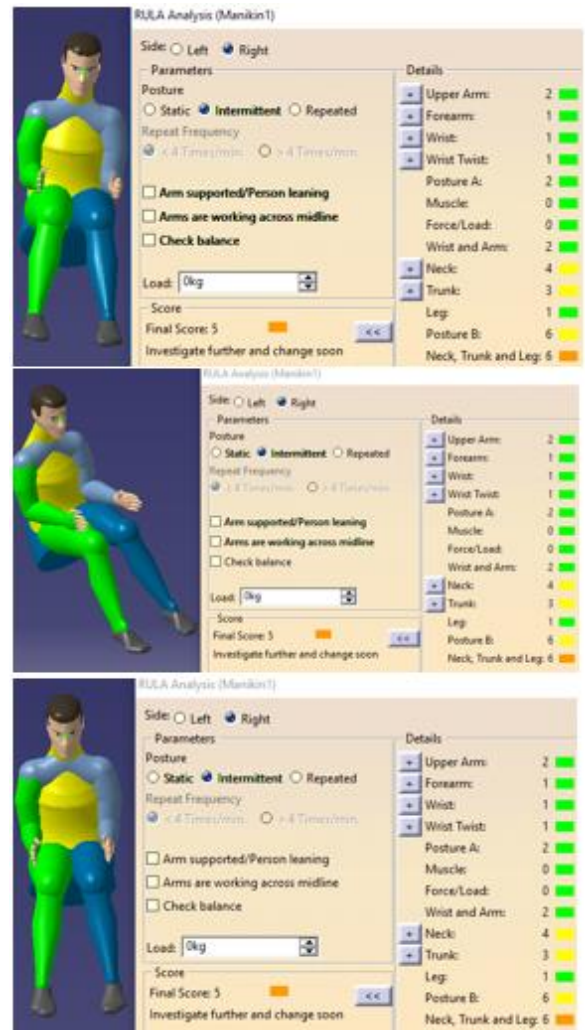 RULA Analysis (Manikin1)
Side: Left Right
Parameters
Posture
Static Intermittent Repeated
Repeat Frequency
< 4 Times/min. > 4 Times/min.
Arm supported/Person leaning
Arms are working across midline
Check balance
Load: 0kg
Score
Final Score: 5 <<
Investigate further and change soon
Details
+ Upper Arm: 2
+ Forearm: 1
+ Wrist: 1
+ Wrist Twist: 1
Posture A: 2
Muscle: 0
Force/Load: 0
Wrist and Arm: 2
+ Neck: 4
+ Trunk: 3
Leg: 1
Posture B: 6
Neck, Trunk and Leg: 6
RULA Analysis (Manikin1)
Side: Left Right
Parameters
Posture
Static Intermittent Repeated
Repeat Frequency
< 4 Times/min. > 4 Times/min.
Arm supported/Person leaning
Arms are working across midline
Check balance
Load: 0kg
Score
Final Score: 5 <<
Investigate further and change soon
Details
+ Upper Arm: 2
+ Forearm: 1
+ Wrist: 1
+ Wrist Twist: 1
Posture A: 2
Muscle: 0
Force/Load: 0
Wrist and Arm: 2
+ Neck: 4
+ Trunk: 3
Leg: 1
Posture B: 6
Neck, Trunk and Leg: 6
RULA Analysis (Manikin1)
Side: Left Right
Parameters
Posture
Static Intermittent Repeated
Repeat Frequency
< 4 Times/min. > 4 Times/min.
Arm supported/Person leaning
Arms are working across midline
Check balance
Load: 0kg
Score
Final Score: 5 <<
Investigate further and change soon
Details
+ Upper Arm: 2
+ Forearm: 1
+ Wrist: 1
+ Wrist Twist: 1
Posture A: 2
Muscle: 0
Force/Load: 0
Wrist and Arm: 2
+ Neck: 4
+ Trunk: 3
Leg: 1
Posture B: 6
Neck, Trunk and Leg: 6